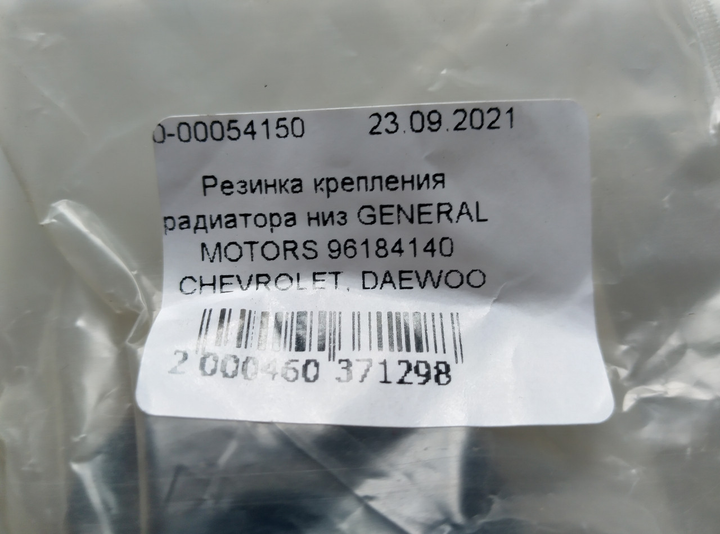 0-00054150 23.09.2021
Резинка крепления
радиатора низ GENERAL
MOTORS 96184140
CHEVROLET, DAEWOO
2 000460 371298